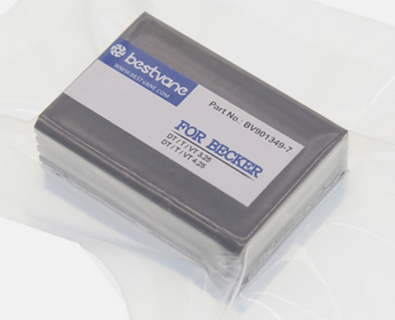 bestvane
WWW.BESTVANE.COM
Part No.: BV901349-7
FOR BECKER
DT / T / VT 3.25
DT / T / VT 4.25